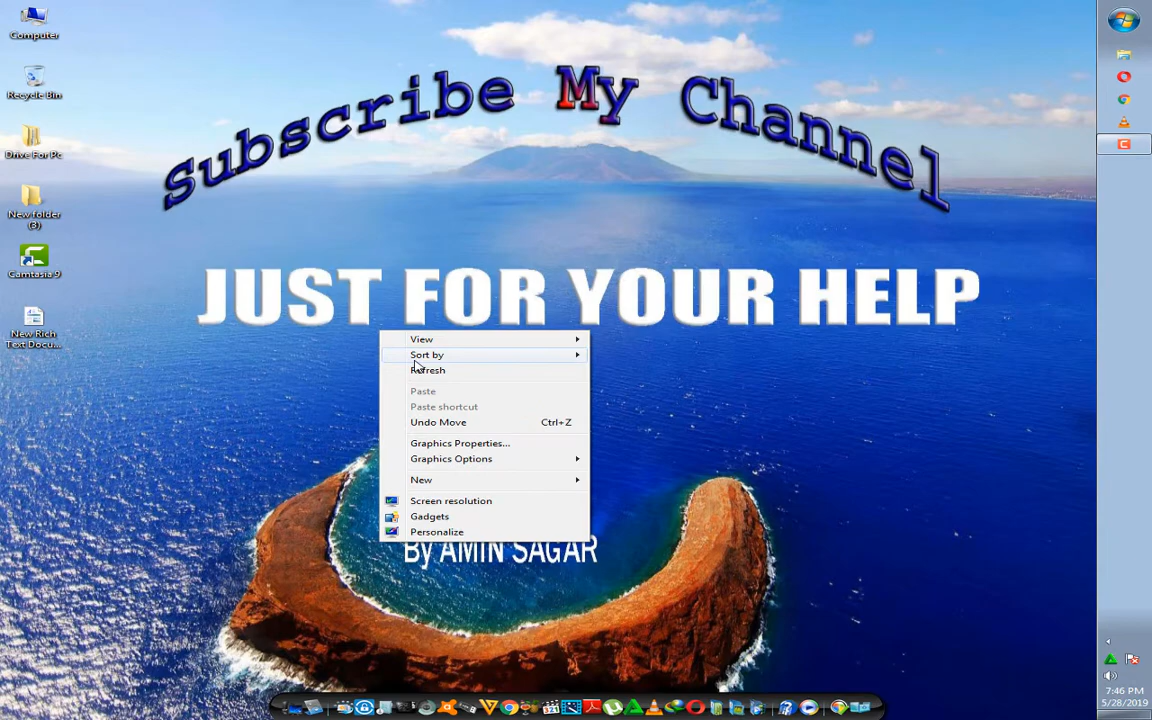 Computer
Recycle Bin
Drive For Pc
New folder
(3)
Camtasia 9
New Rich
Text Docu...
Subscribe My Channel
JUST FOR YOUR HELP
View
Sort by
Refresh
Paste
Paste shortcut
Undo Move Ctrl+Z
Graphics Properties...
Graphics Options
New
Screen resolution
Gadgets
Personalize
By AMIN SAGAR
7:46 PM
5/28/2019